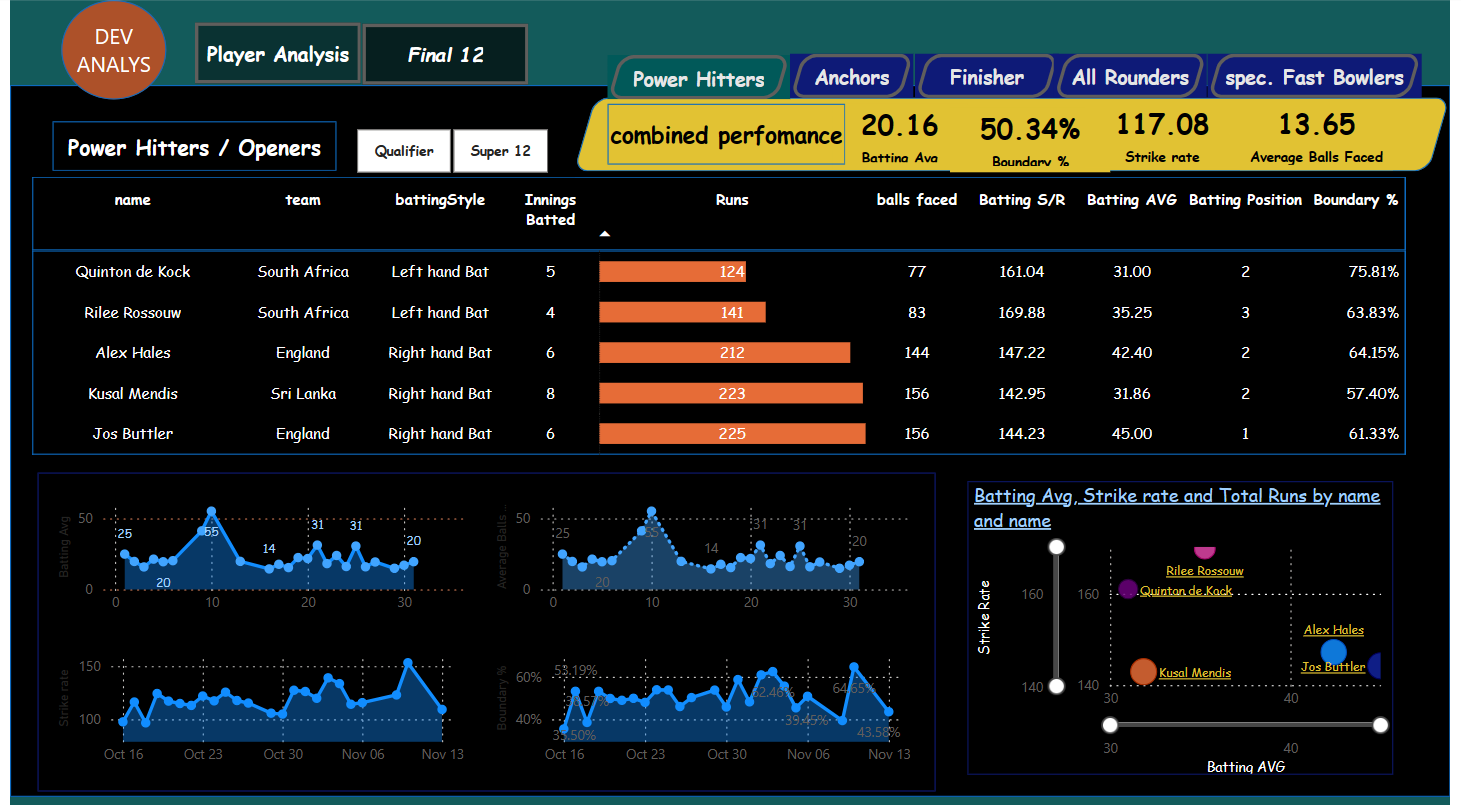 DEV
ANALYS
Player Analysis
Final 12
Power Hitters
Anchors
Finisher
All Rounders
spec. Fast Bowlers
Power Hitters / Openers
Qualifier
Super 12
combined perfomance
20.16
Batting Avg
50.34%
Boundary %
117.08
Strike rate
13.65
Average Balls Faced
name team battingStyle Innings Batted Runs balls faced Batting S/R Batting AVG Batting Position Boundary %
Quinton de Kock South Africa Left hand Bat 5 124 77 161.04 31.00 2 75.81%
Rilee Rossouw South Africa Left hand Bat 4 141 83 169.88 35.25 3 63.83%
Alex Hales England Right hand Bat 6 212 144 147.22 42.40 2 64.15%
Kusal Mendis Sri Lanka Right hand Bat 8 223 156 142.95 31.86 2 57.40%
Jos Buttler England Right hand Bat 6 225 156 144.23 45.00 1 61.33%
Batting Avg
50
0
25
20
55
14
31
31
20
0 10 20 30
Average Balls ...
50
0
25
20
55
14
31
31
20
0 10 20 30
Strike rate
150
100
Oct 16 Oct 23 Oct 30 Nov 06 Nov 13
Boundary %
60%
40%
53.19%
35.50%
62.46%
39.45%
64.65%
43.58%
Oct 16 Oct 23 Oct 30 Nov 06 Nov 13
Batting Avg, Strike rate and Total Runs by name
and name
Strike Rate
160
140
160
140
Rilee Rossouw
Quintan de Kock
Alex Hales
Jos Buttler
Kusal Mendis
30 40
30 40
Batting AVG